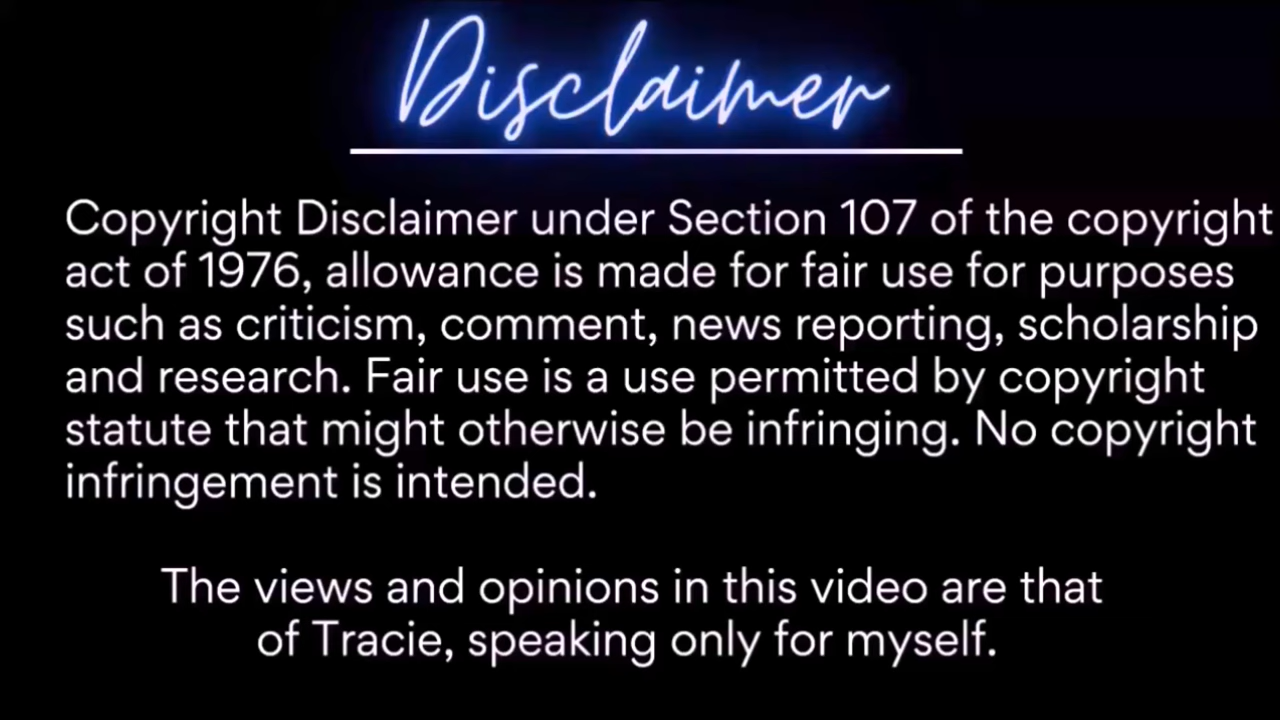 Disclaimer
Copyright Disclaimer under Section 107 of the copyright
act of 1976, allowance is made for fair use for purposes
such as criticism, comment, news reporting, scholarship
and research. Fair use is a use permitted by copyright
statute that might otherwise be infringing. No copyright
infringement is intended.
The views and opinions in this video are that
of Tracie, speaking only for myself.